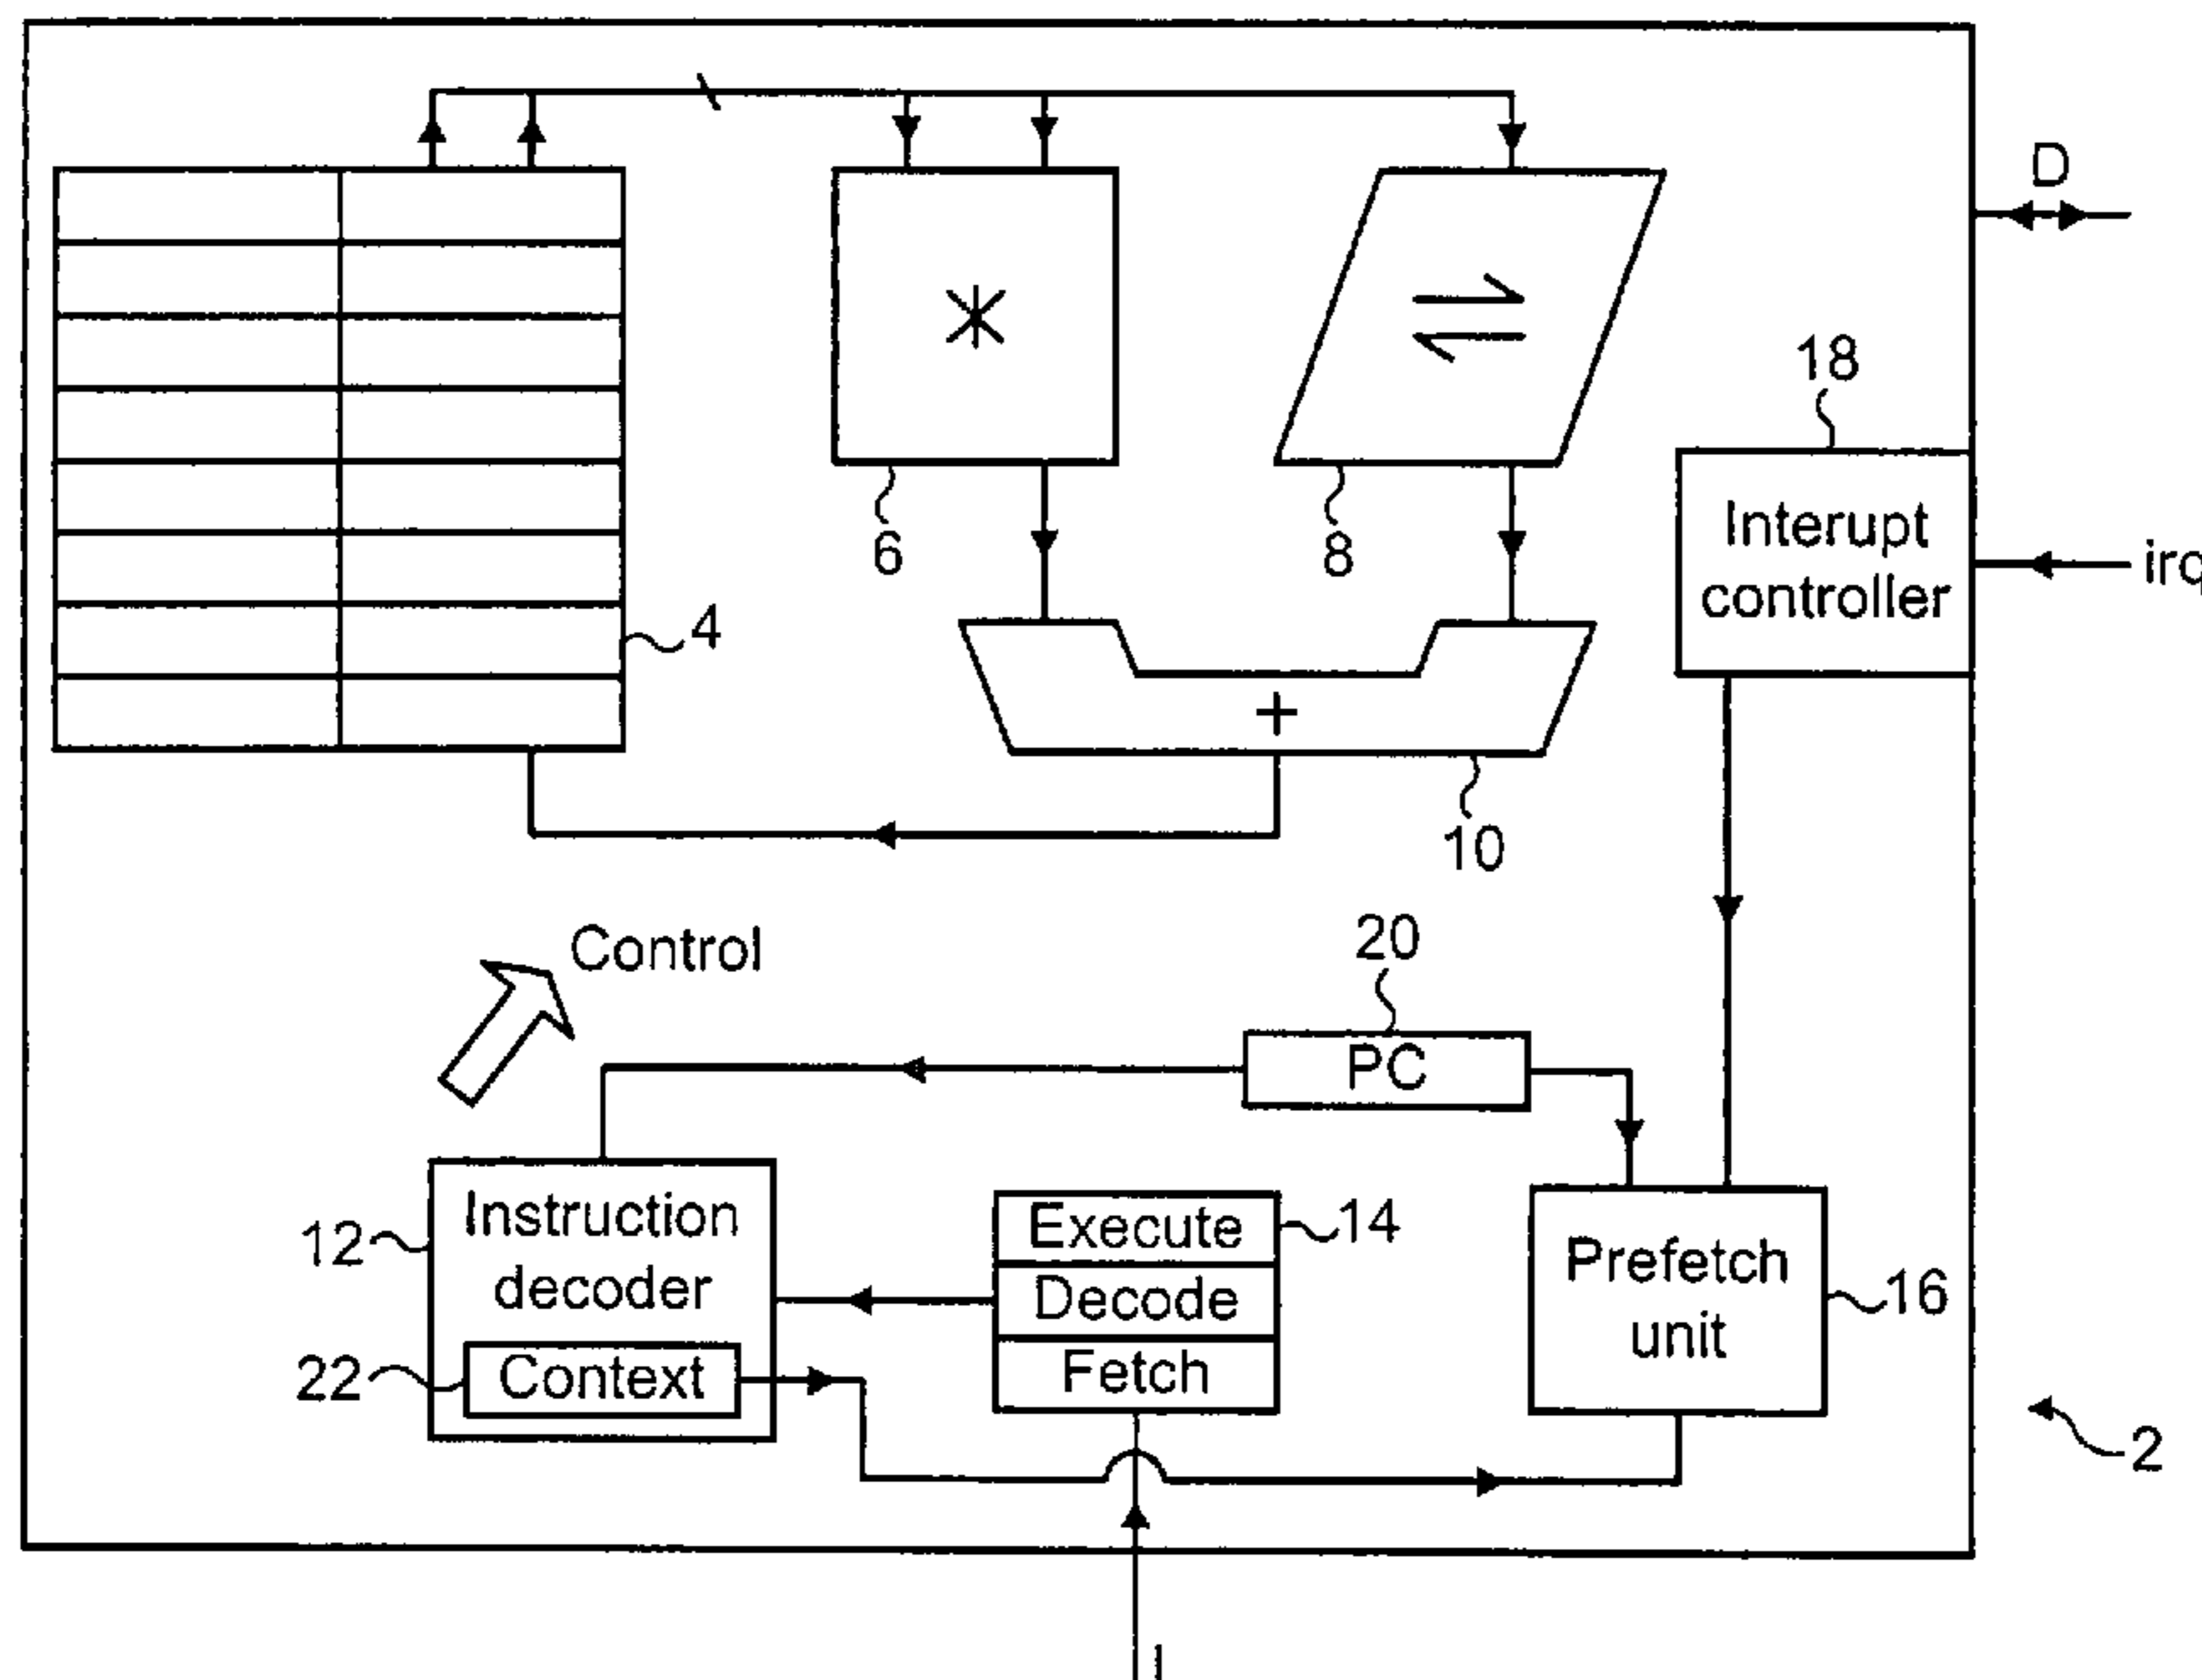 D
*
18
Interupt
controller
irq
6
8
4
+
10
Control
20
PC
12
Instruction
decoder
22
Context
Execute
Decode
Fetch
14
Prefetch
unit
16
2
I